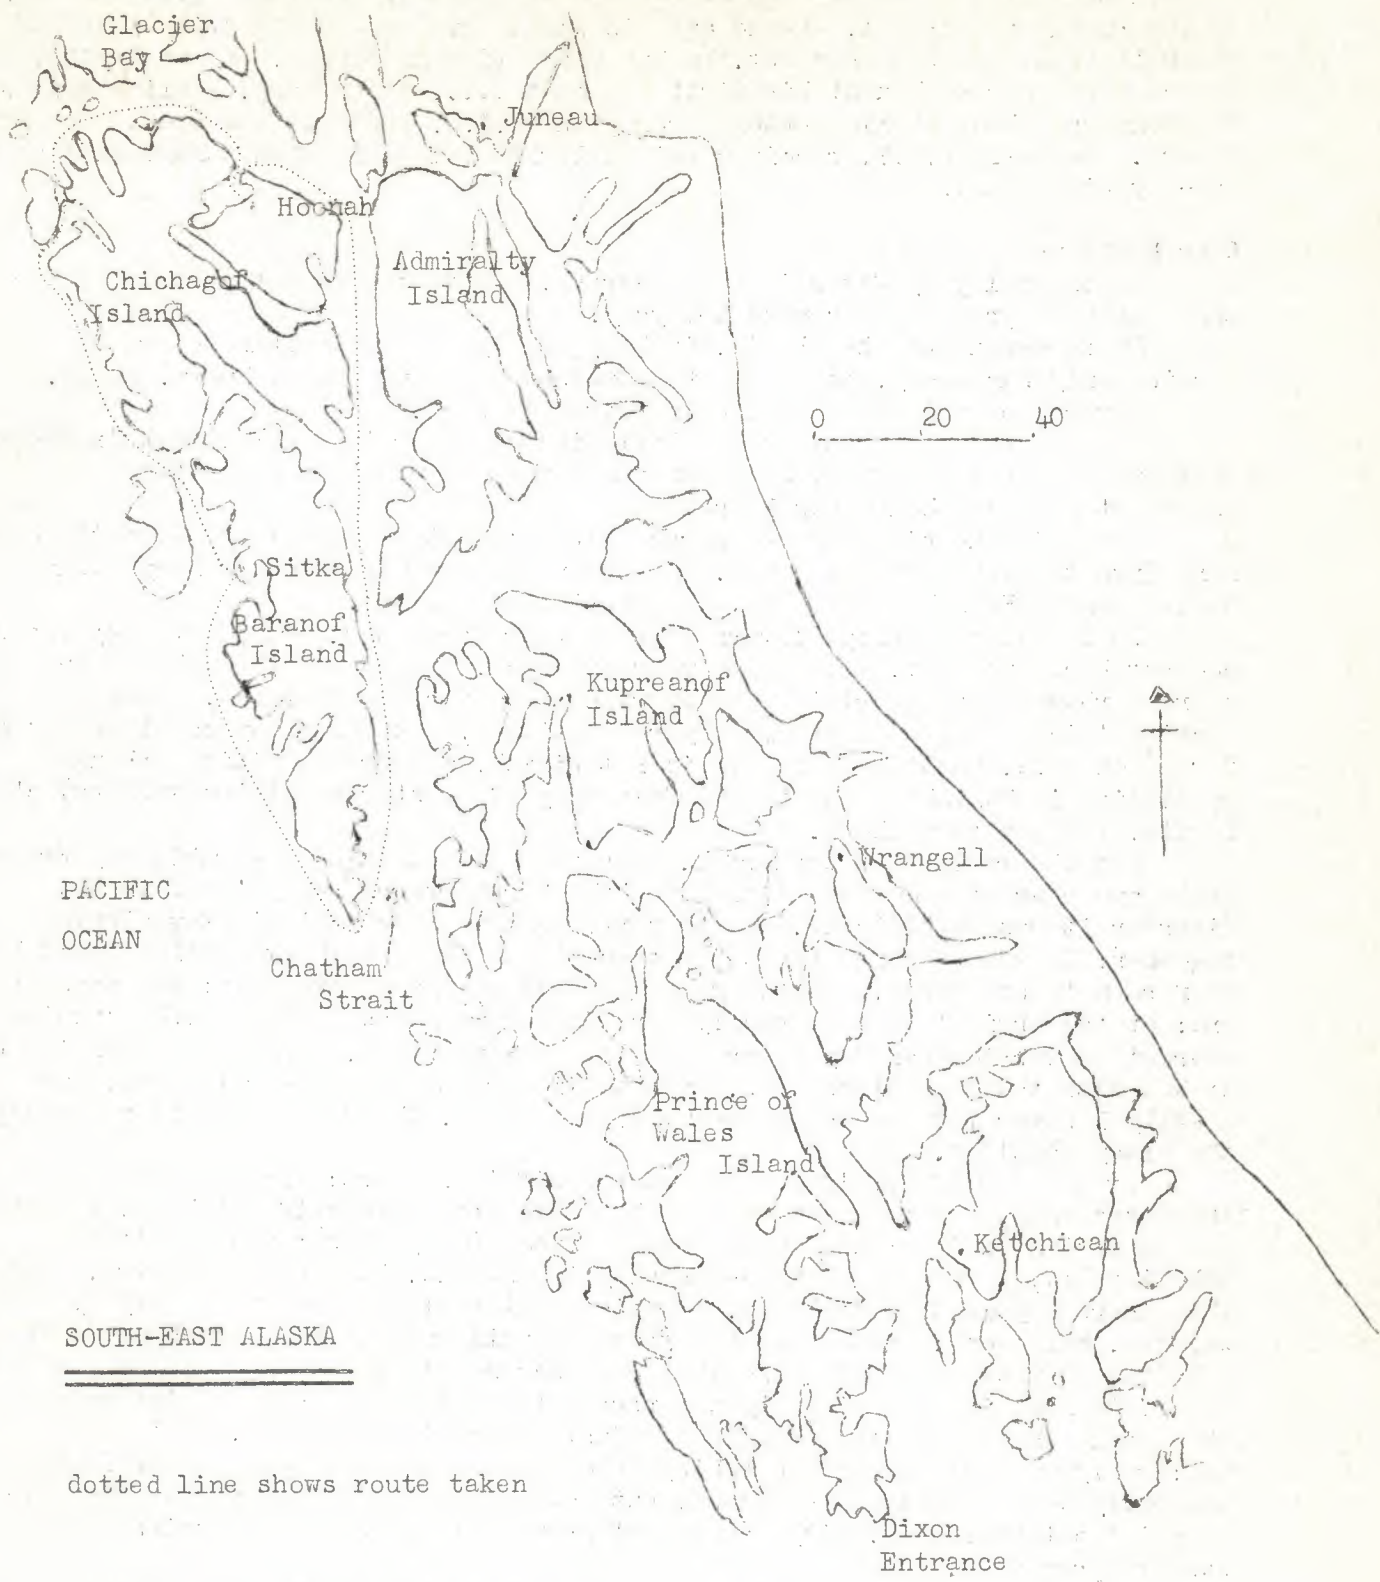 Glacier
Bay
Juneau
Hoonah
Admiralty
Island
Chichagof
Island
0 20 40
Sitka
Baranof
Island
Kupreanof
Island
Wrangell
PACIFIC
OCEAN
Chatham
Strait
Prince of
Wales
Island
Ketchican
SOUTH-EAST ALASKA
dotted line shows route taken
Dixon
Entrance